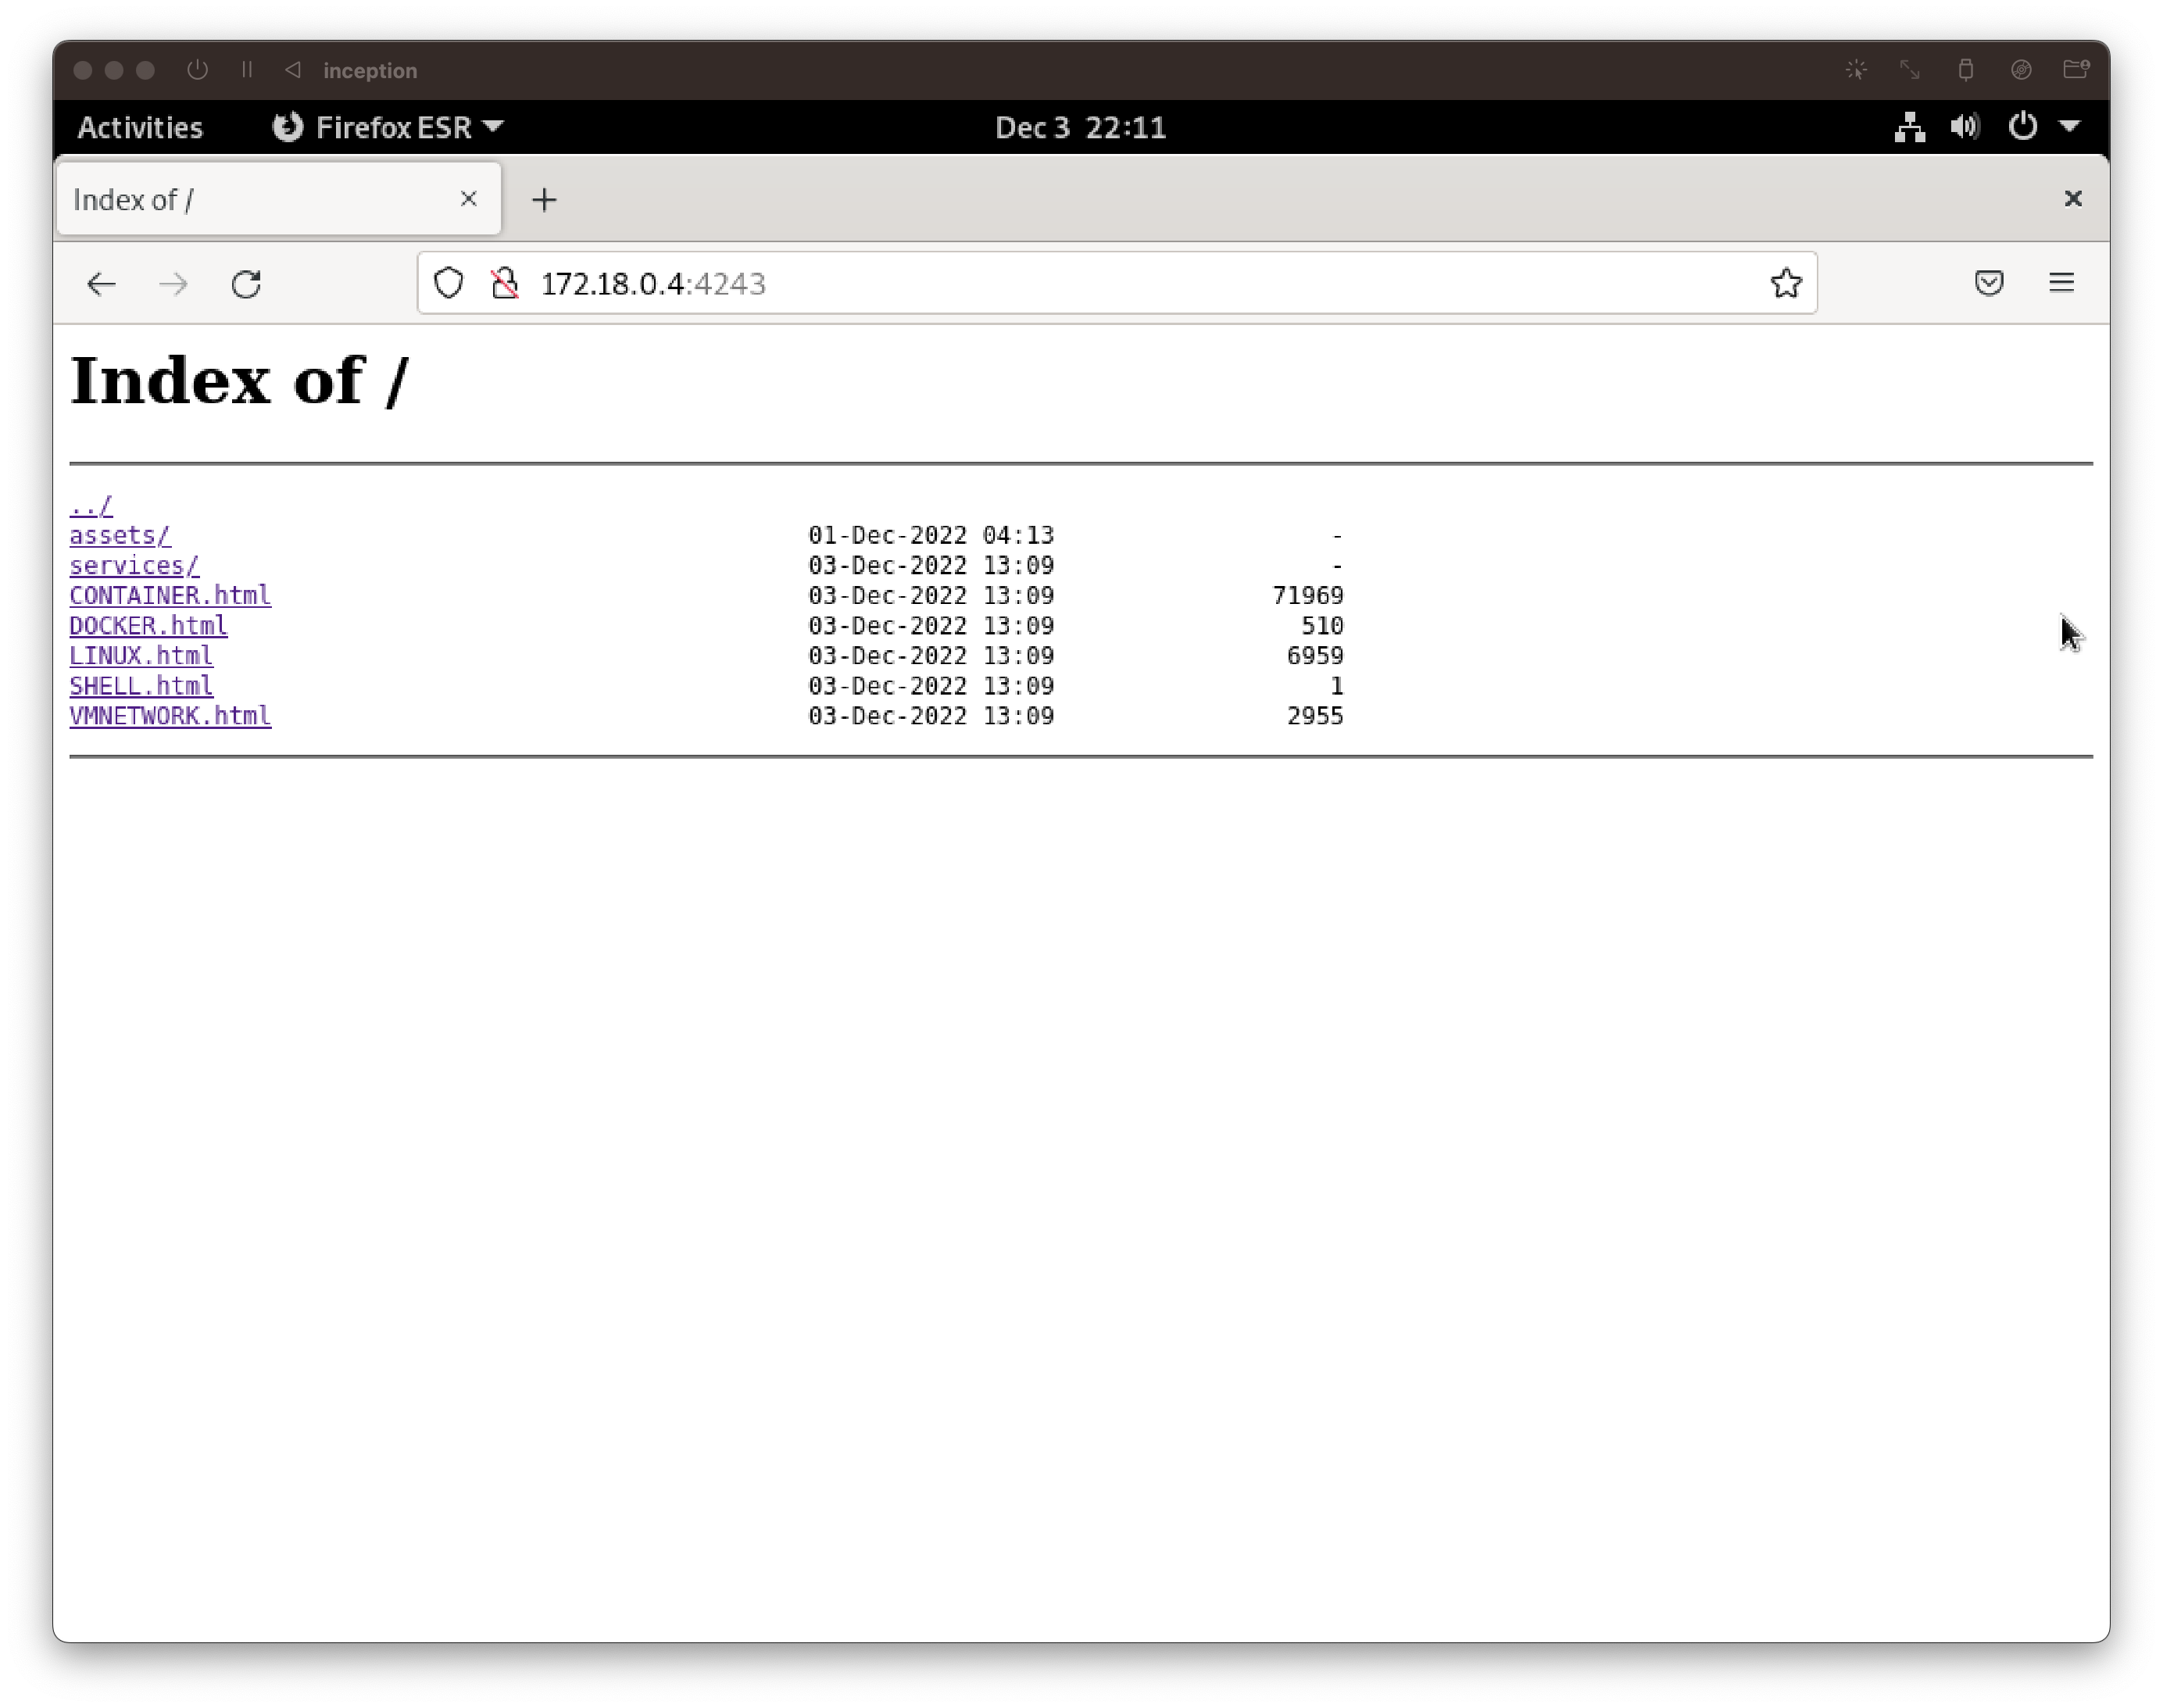 inception
Activities Firefox ESR Dec 3 22:11
Index of /
172.18.0.4:4243
Index of /
../
assets/ 01-Dec-2022 04:13 -
services/ 03-Dec-2022 13:09 -
CONTAINER.html 03-Dec-2022 13:09 71969
DOCKER.html 03-Dec-2022 13:09 510
LINUX.html 03-Dec-2022 13:09 6959
SHELL.html 03-Dec-2022 13:09 1
VMNETWORK.html 03-Dec-2022 13:09 2955